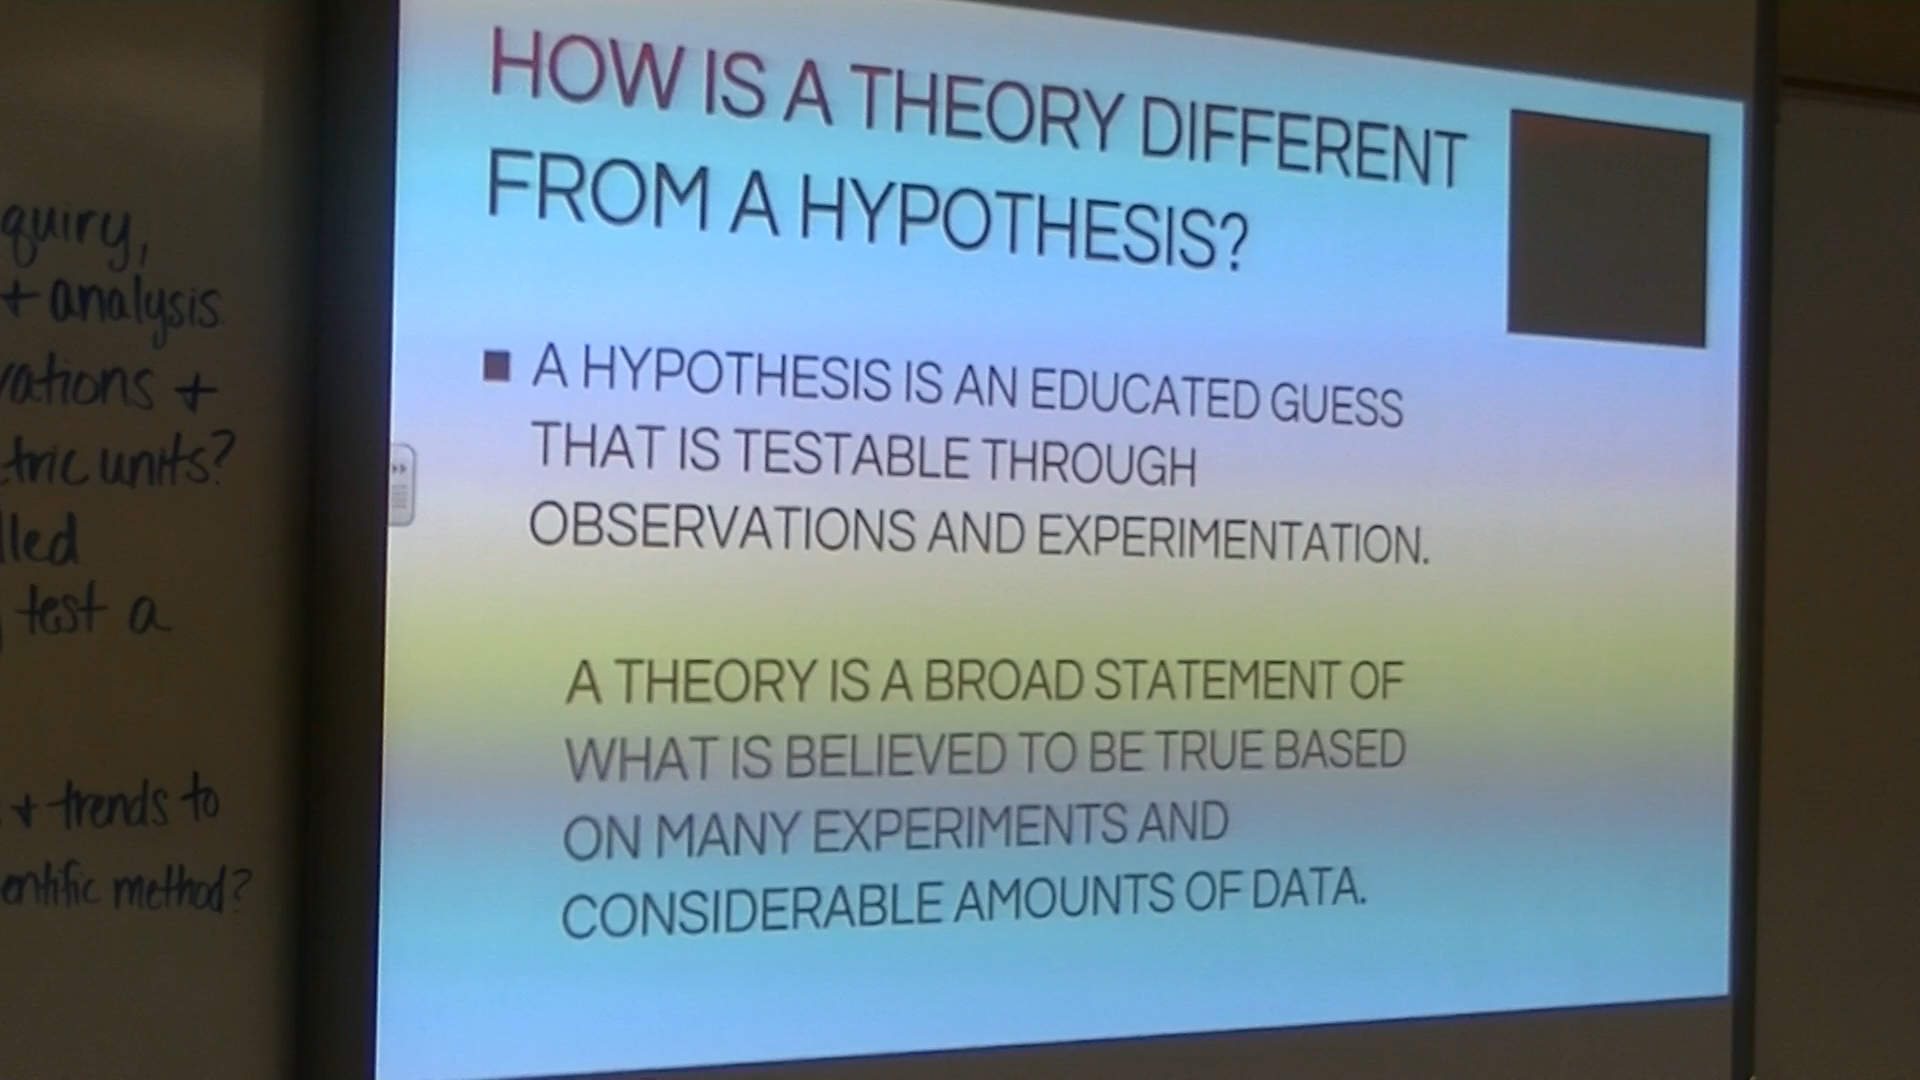 quiry,
+ analysis
vations +
tric units?
lled
test a
+ trends to
entific method?
HOW IS A THEORY DIFFERENT
FROM A HYPOTHESIS?
A HYPOTHESIS IS AN EDUCATED GUESS
THAT IS TESTABLE THROUGH
OBSERVATIONS AND EXPERIMENTATION.
A THEORY IS A BROAD STATEMENT OF
WHAT IS BELIEVED TO BE TRUE BASED
ON MANY EXPERIMENTS AND
CONSIDERABLE AMOUNTS OF DATA.